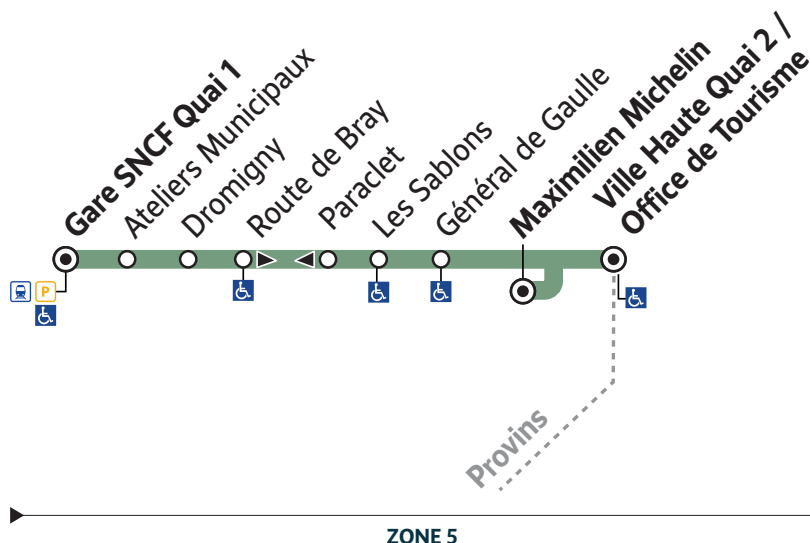 Gare SNCF Quai 1
Ateliers Municipaux
Dromigny
Route de Bray
Paraclet
Les Sablons
Général de Gaulle
Maximilien Michelin
Ville Haute Quai 2 /
Office de Tourisme
P
Provins
ZONE 5